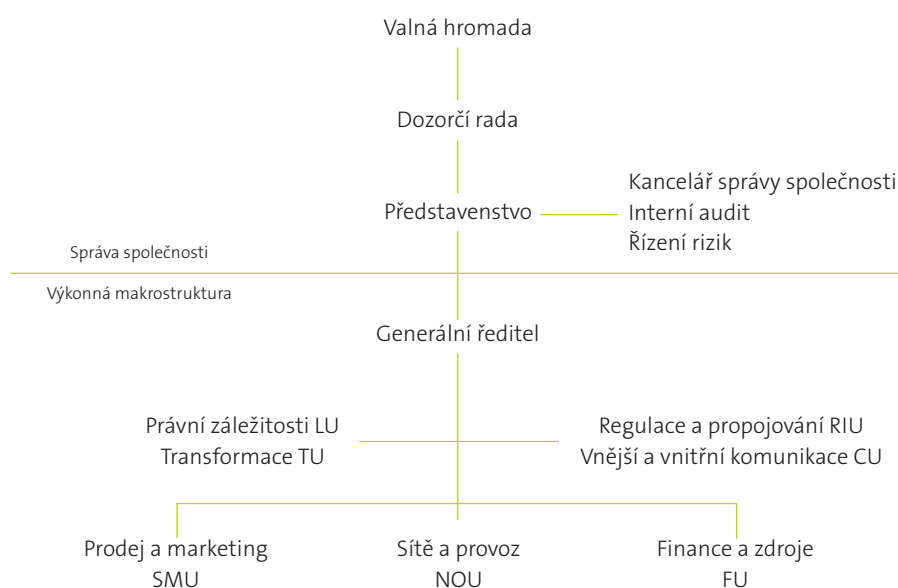 Valná hromada
Dozorčí rada
Kancelář správy společnosti
Představenstvo
Interní audit
Řízení rizik
Správa společnosti
Výkonná makrostruktura
Generální ředitel
Právní záležitosti LU
Transformace TU
Regulace a propojování RIU
Vnější a vnitřní komunikace CU
Prodej a marketing
SMU
Sítě a provoz
NOU
Finance a zdroje
FU